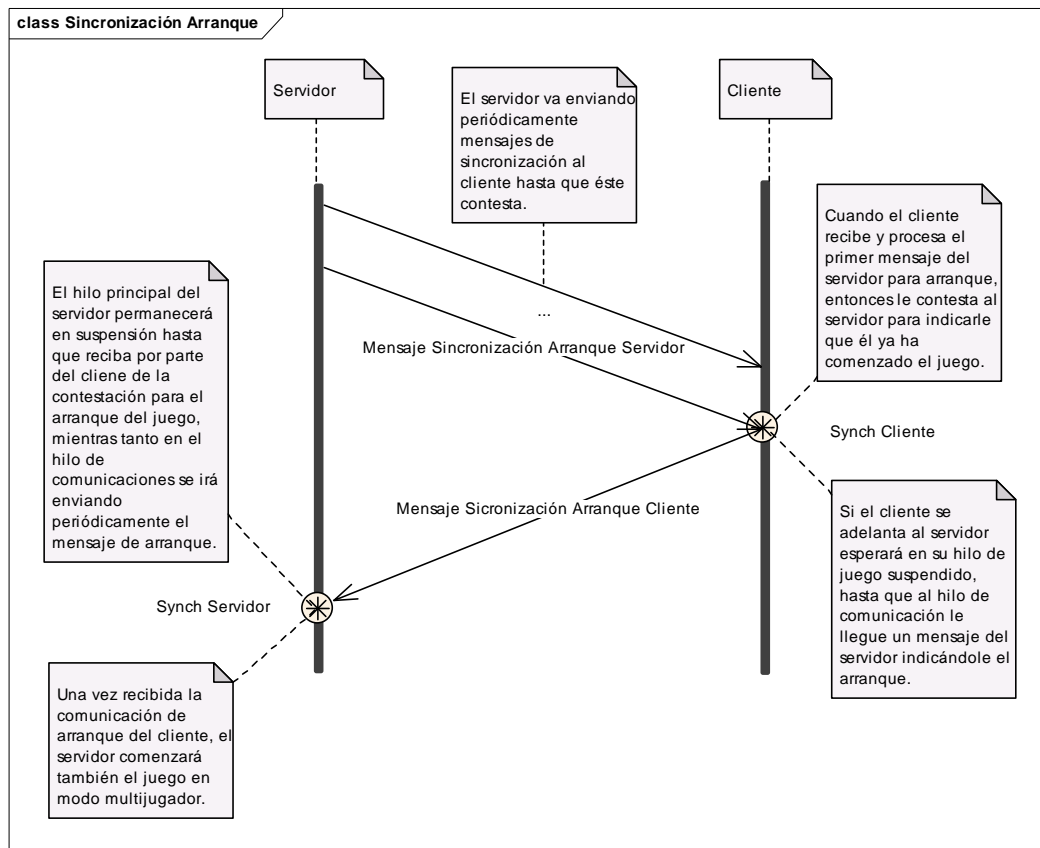 class Sincronización Arranque
Servidor
El servidor va enviando
periódicamente
mensajes de
sincronización al
cliente hasta que éste
contesta.
Cliente
Cuando el cliente
recibe y procesa el
primer mensaje del
servidor para arranque,
entonces le contesta al
servidor para indicarle
que él ya ha
comenzado el juego.
El hilo principal del
servidor permanecerá
en suspensión hasta
que reciba por parte
del cliene de la
contestación para el
arranque del juego,
mientras tanto en el
hilo de
comunicaciones se irá
enviando
periódicamente el
mensaje de arranque.
...
Mensaje Sincronización Arranque Servidor
Synch Cliente
Mensaje Sicronización Arranque Cliente
Si el cliente se
adelanta al servidor
esperará en su hilo de
juego suspendido,
hasta que al hilo de
comunicación le
llegue un mensaje del
servidor indicándole el
arranque.
Synch Servidor
Una vez recibida la
comunicación de
arranque del cliente, el
servidor comenzará
también el juego en
modo multijugador.